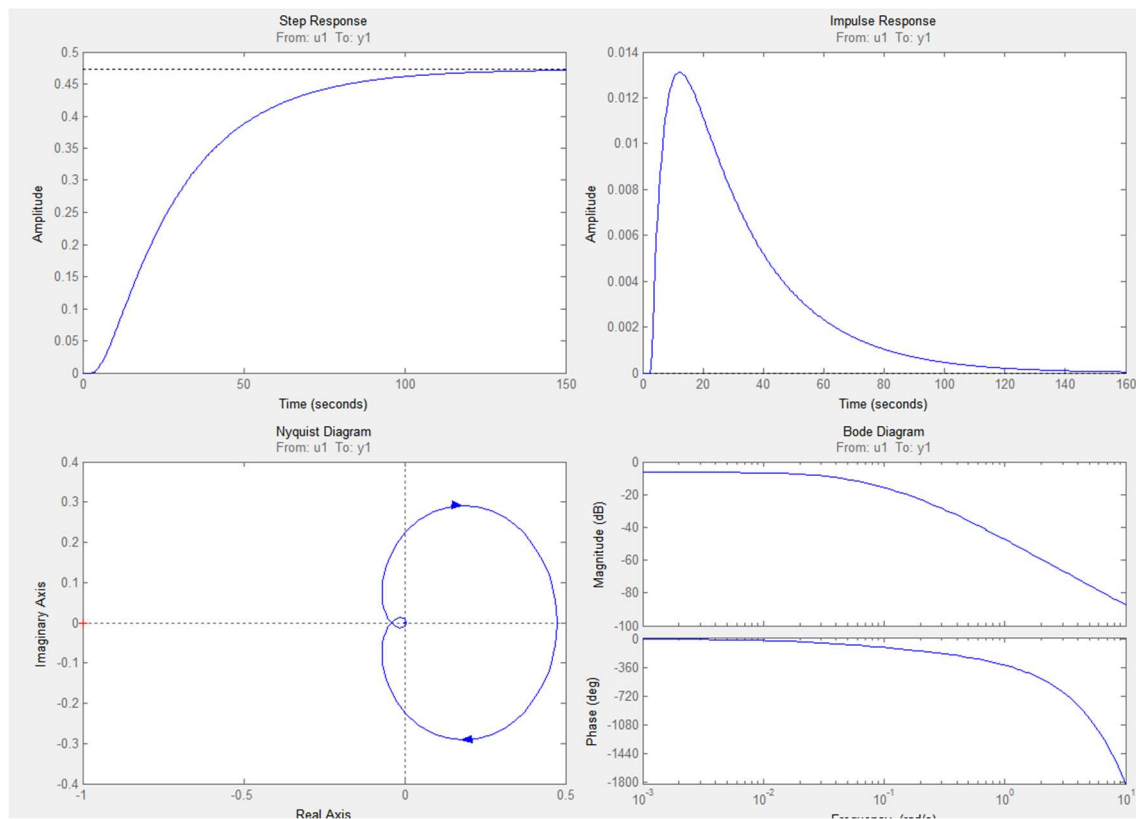 Step Response
From: u1 To: y1
0.5
0.45
0.4
0.35
0.3
0.25
0.2
0.15
0.1
0.05
0
Amplitude
0 50 100 150
Time (seconds)
Impulse Response
From: u1 To: y1
0.014
0.012
0.01
0.008
0.006
0.004
0.002
0
Amplitude
0 20 40 60 80 100 120 140 160
Time (seconds)
Nyquist Diagram
From: u1 To: y1
0.4
0.3
0.2
0.1
0
-0.1
-0.2
-0.3
-0.4
Imaginary Axis
-1 -0.5 0 0.5
Real Axis
Bode Diagram
From: u1 To: y1
0
-20
-40
-60
-80
-100
Magnitude (dB)
0
-360
-720
-1080
-1440
-1800
Phase (deg)
10^-3 10^-2 10^-1 10^0 10^1
Frequency (rad/s)